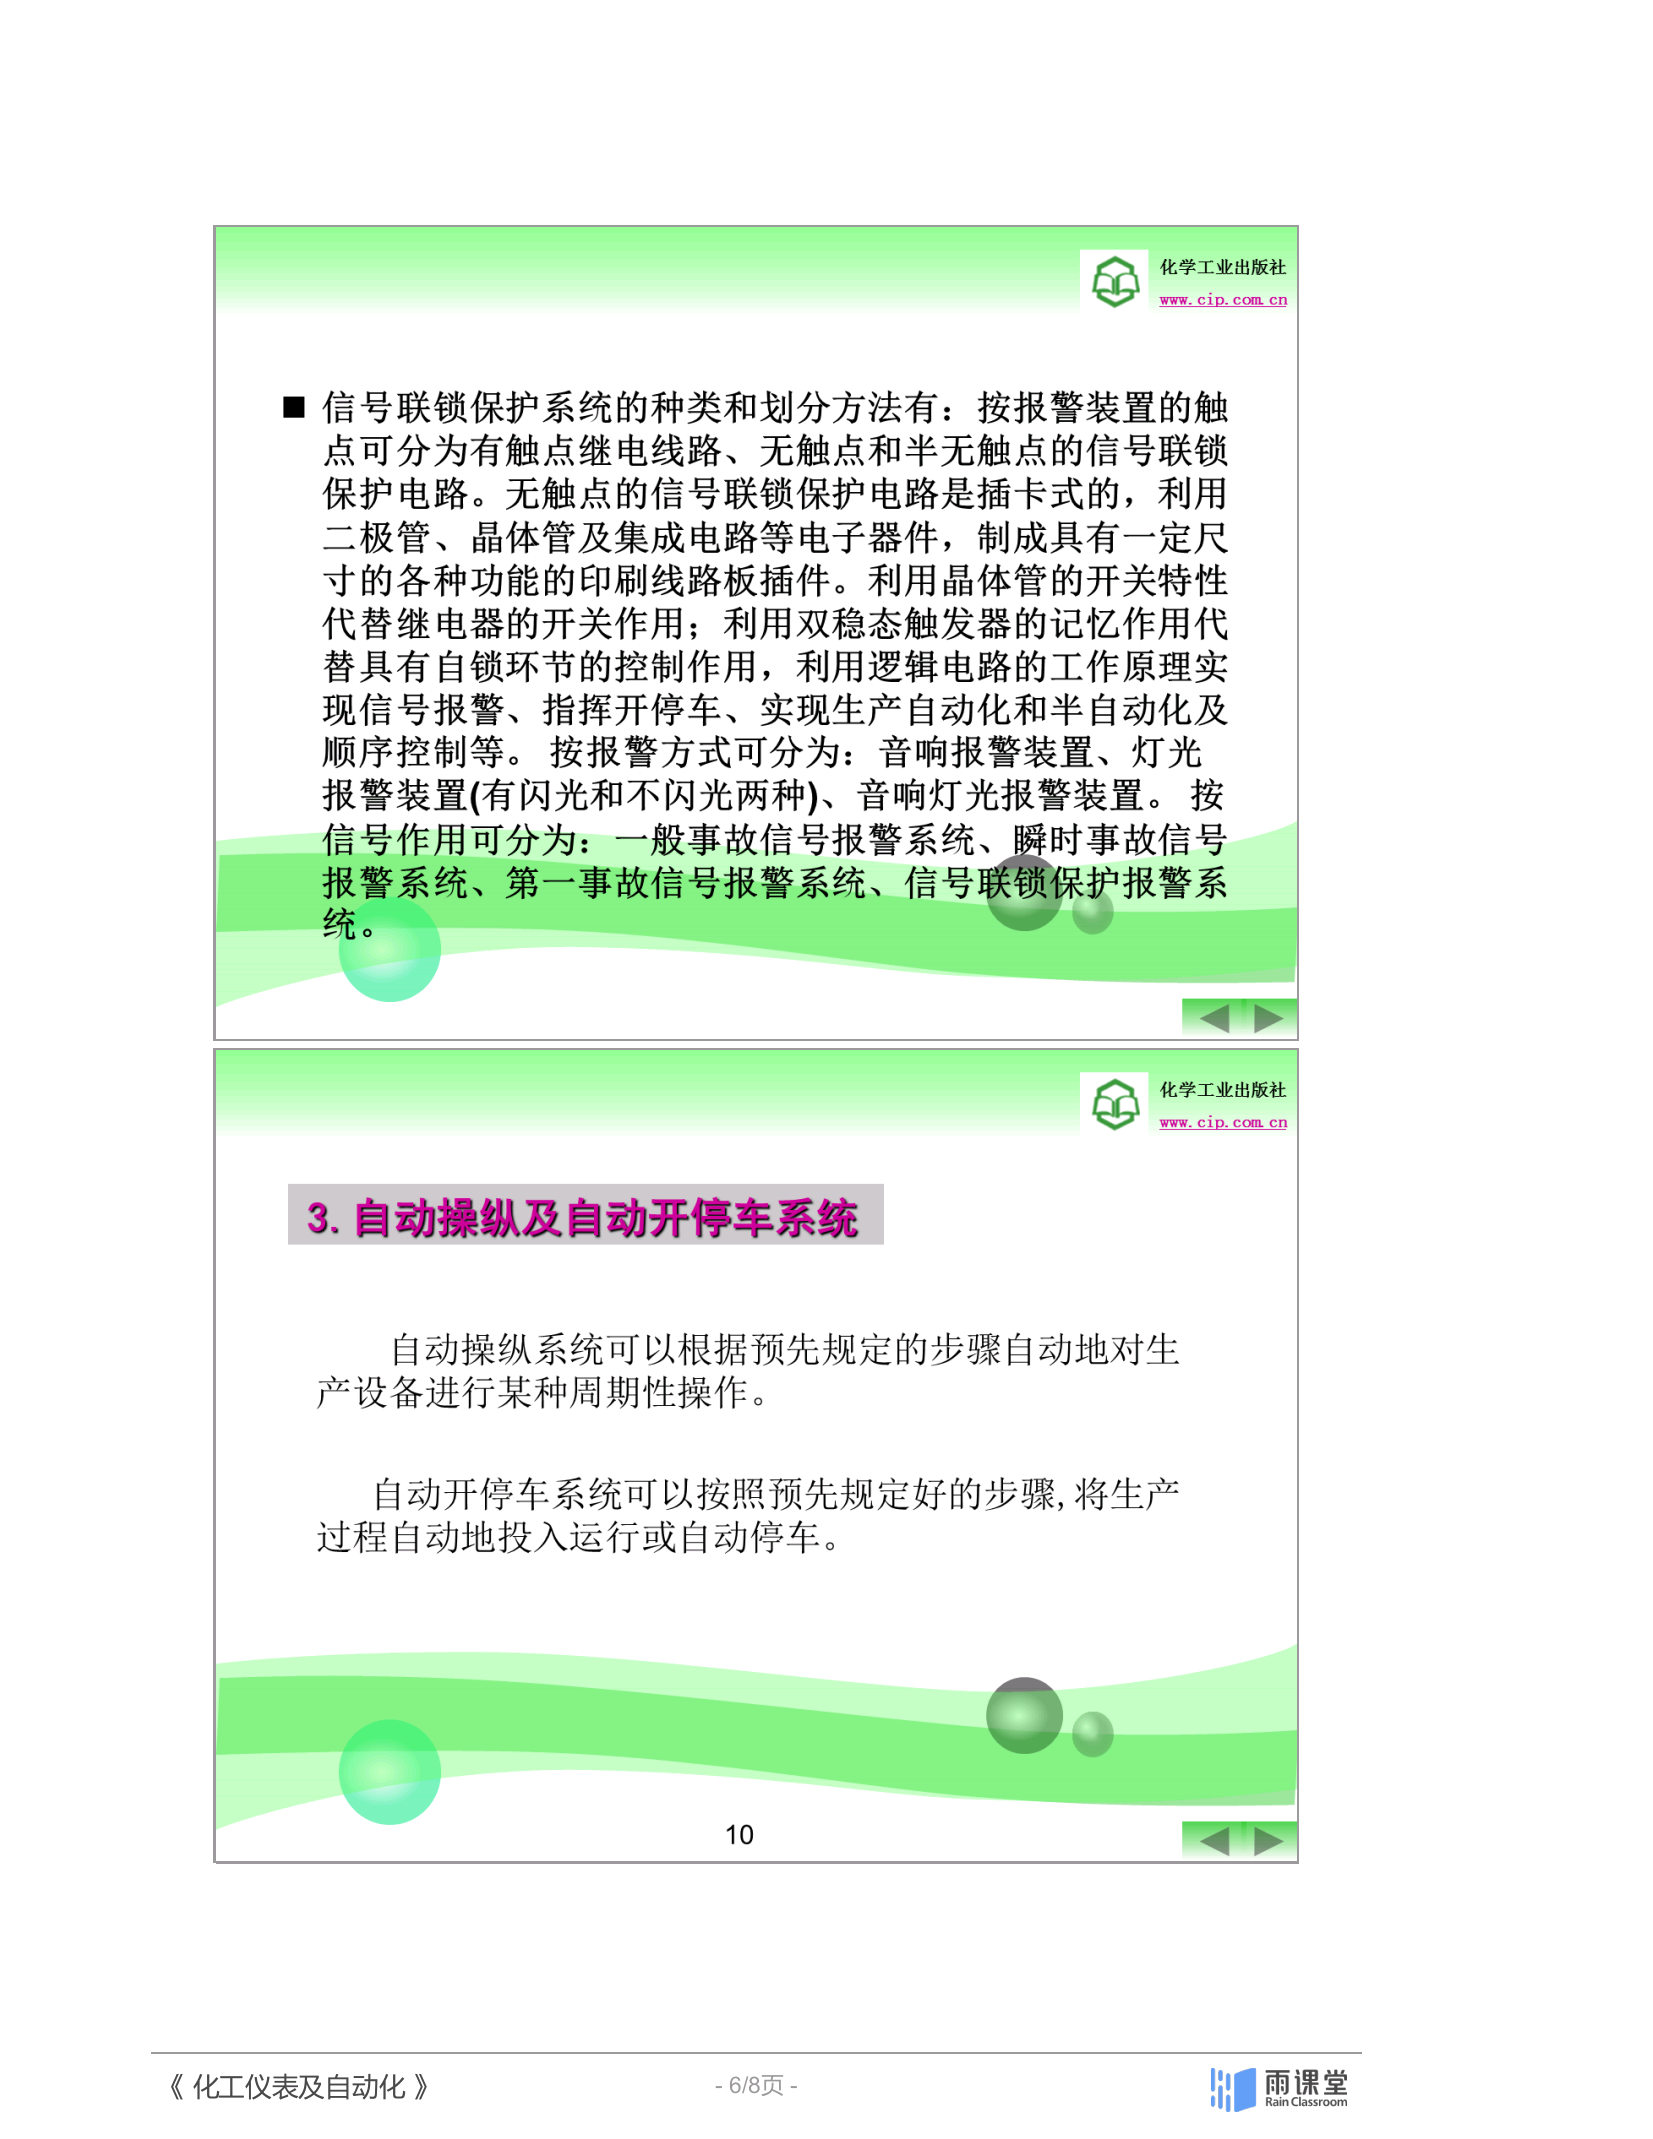 化学工业出版社
www.cip.com.cn
■ 信号联锁保护系统的种类和划分方法有：按报警装置的触
点可分为有触点继电线路、无触点和半无触点的信号联锁
保护电路。无触点的信号联锁保护电路是插卡式的，利用
二极管、晶体管及集成电路等电子器件，制成具有一定尺
寸的各种功能的印刷线路板插件。利用晶体管的开关特性
代替继电器的开关作用；利用双稳态触发器的记忆作用代
替具有自锁环节的控制作用，利用逻辑电路的工作原理实
现信号报警、指挥开停车、实现生产自动化和半自动化及
顺序控制等。 按报警方式可分为：音响报警装置、灯光
报警装置(有闪光和不闪光两种)、音响灯光报警装置。 按
信号作用可分为：一般事故信号报警系统、瞬时事故信号
报警系统、第一事故信号报警系统、信号联锁保护报警系
统。
化学工业出版社
www.cip.com.cn
3. 自动操纵及自动开停车系统
自动操纵系统可以根据预先规定的步骤自动地对生
产设备进行某种周期性操作。
自动开停车系统可以按照预先规定好的步骤,将生产
过程自动地投入运行或自动停车。
10
《 化工仪表及自动化 》
- 6/8页 -
雨课堂
Rain Classroom